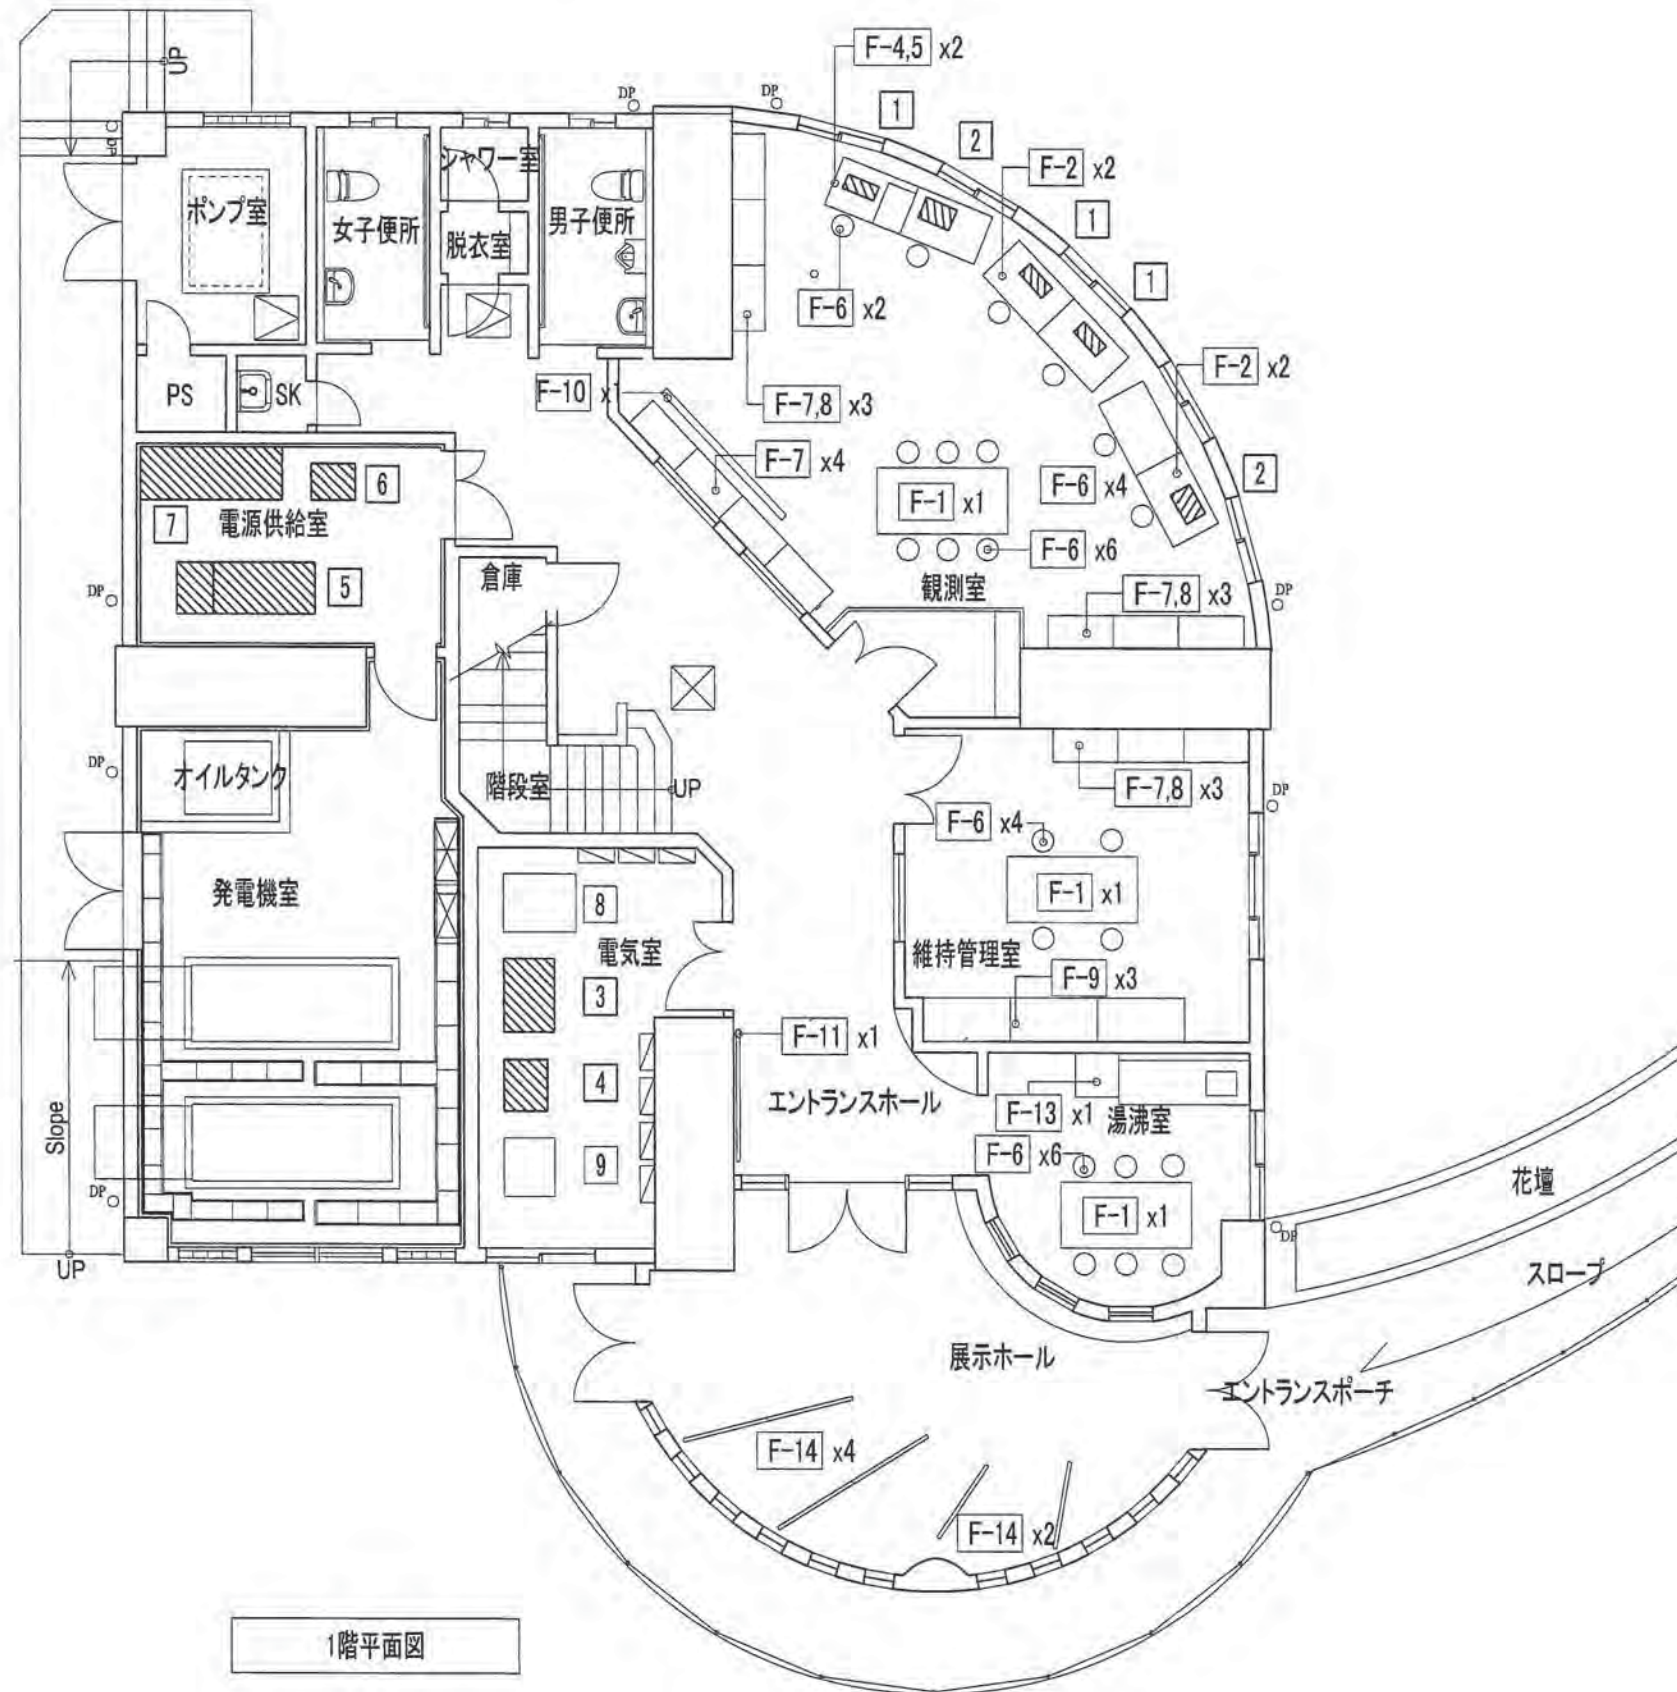 UP
F-4,5 x2
DP
DP
1
DP
シャワー室
2
F-2 x2
ポンプ室
女子便所
脱衣室
男子便所
1
1
F-6 x2
F-2 x2
PS
SK
F-10 x1
F-7,8 x3
F-7 x4
6
2
F-6 x4
F-1 x1
7
電源供給室
F-6 x6
倉庫
観測室
5
DP
F-7,8 x3
DP
オイルタンク
DP
階段室
UP
F-7,8 x3
DP
F-6 x4
発電機室
8
F-1 x1
電気室
維持管理室
F-9 x3
3
F-11 x1
4
エントランスホール
F-13 x1
湯沸室
Slope
F-6 x6
9
DP
花壇
F-1 x1
DP
UP
スロープ
展示ホール
エントランスポーチ
F-14 x4
F-14 x2
1階平面図